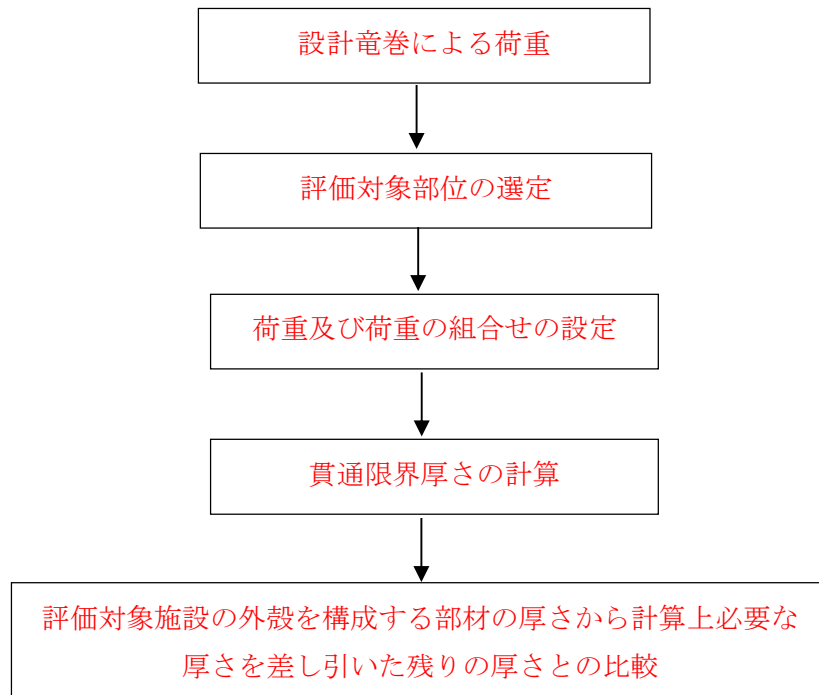 設計竜巻による荷重
評価対象部位の選定
荷重及び荷重の組合せの設定
貫通限界厚さの計算
評価対象施設の外殻を構成する部材の厚さから計算上必要な
厚さを差し引いた残りの厚さとの比較